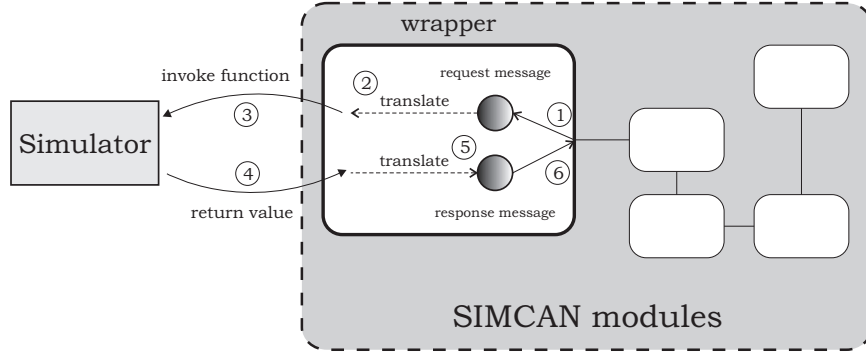 wrapper
invoke function
2
request message
translate
1
3
Simulator
translate
5
4
6
return value
response message
SIMCAN modules